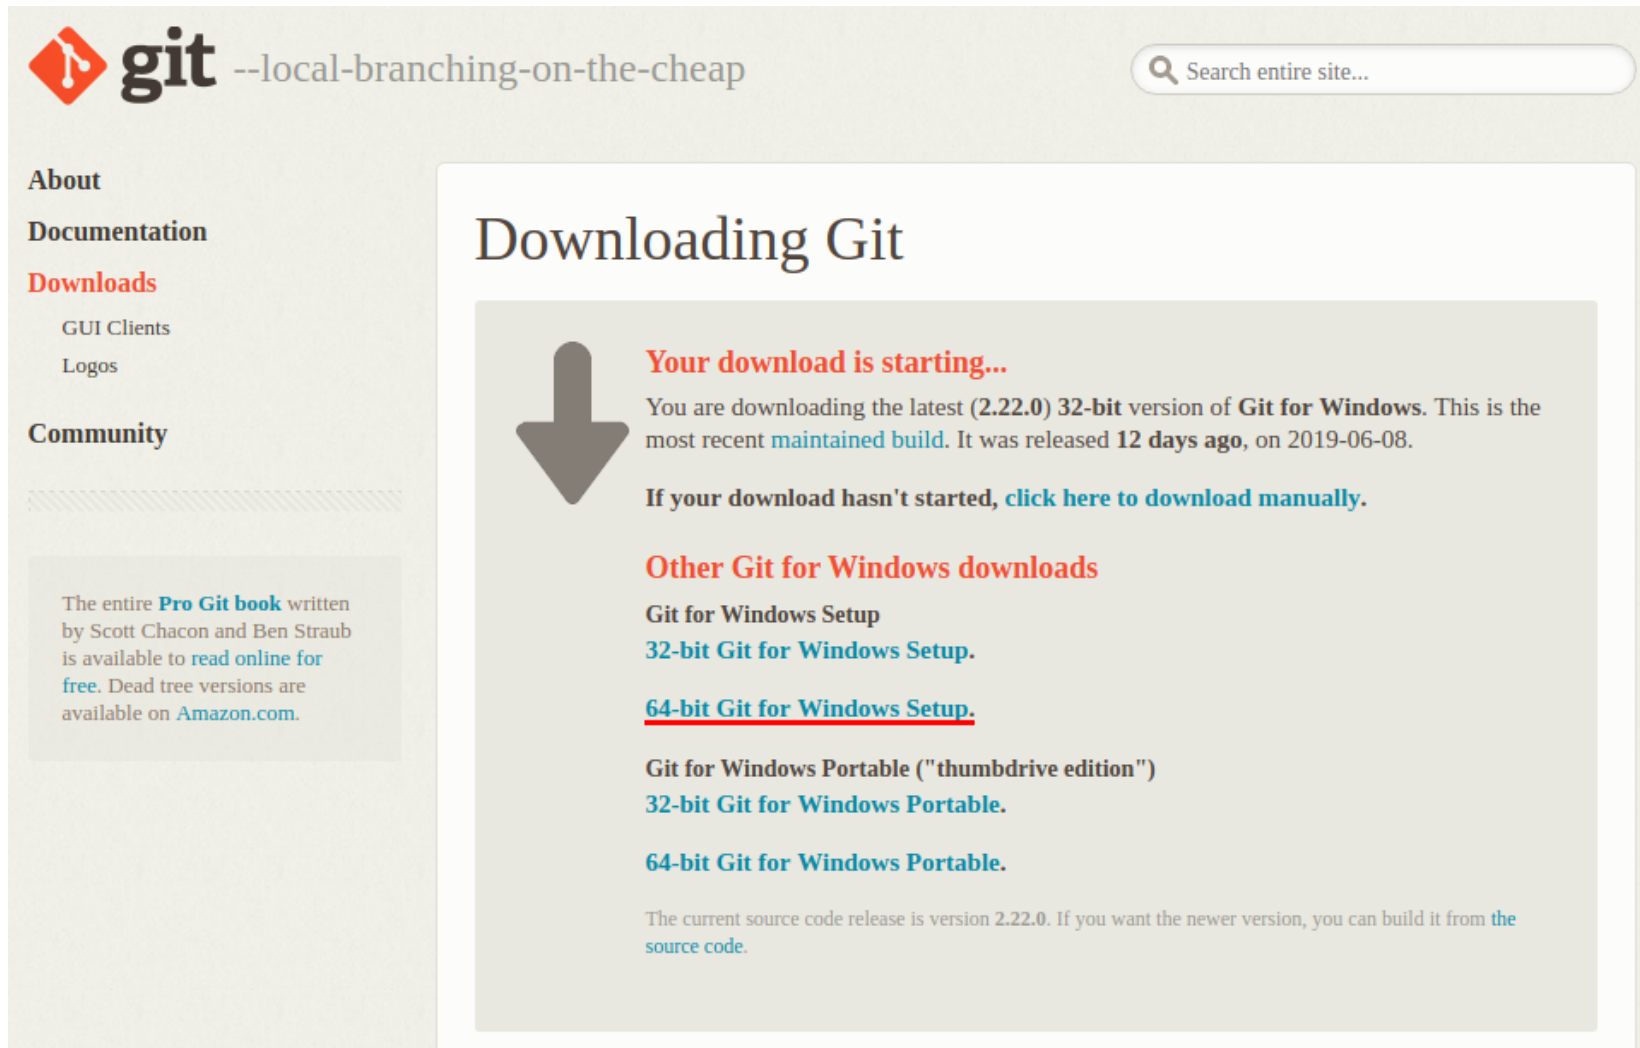 git --local-branching-on-the-cheap
Search entire site...
About
Documentation
Downloads
GUI Clients
Logos
Community
The entire Pro Git book written
by Scott Chacon and Ben Straub
is available to read online for
free. Dead tree versions are
available on Amazon.com.
Downloading Git
Your download is starting...
You are downloading the latest (2.22.0) 32-bit version of Git for Windows. This is the
most recent maintained build. It was released 12 days ago, on 2019-06-08.
If your download hasn't started, click here to download manually.
Other Git for Windows downloads
Git for Windows Setup
32-bit Git for Windows Setup.
64-bit Git for Windows Setup.
Git for Windows Portable ("thumbdrive edition")
32-bit Git for Windows Portable.
64-bit Git for Windows Portable.
The current source code release is version 2.22.0. If you want the newer version, you can build it from the
source code.